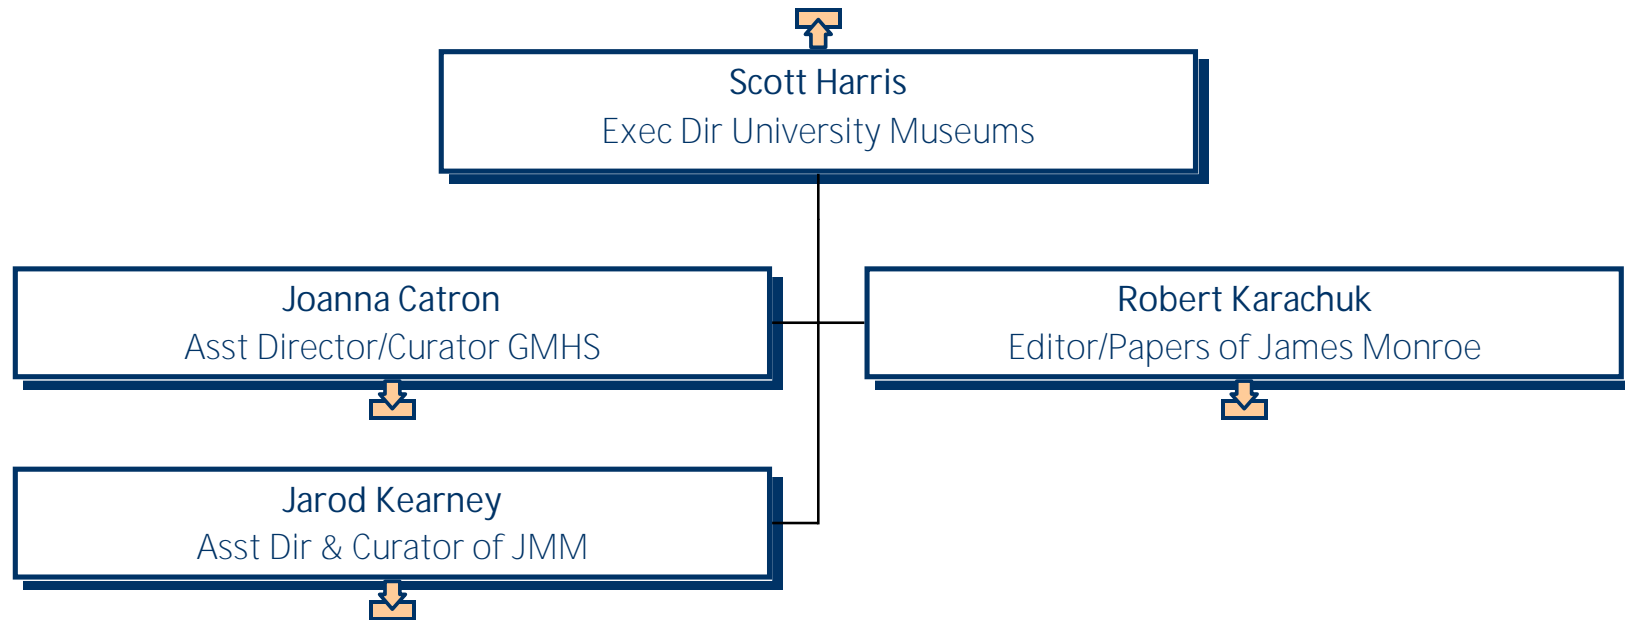 Scott Harris
Exec Dir University Museums
Joanna Catron
Asst Director/Curator GMHS
Robert Karachuk
Editor/Papers of James Monroe
Jarod Kearney
Asst Dir & Curator of JMM